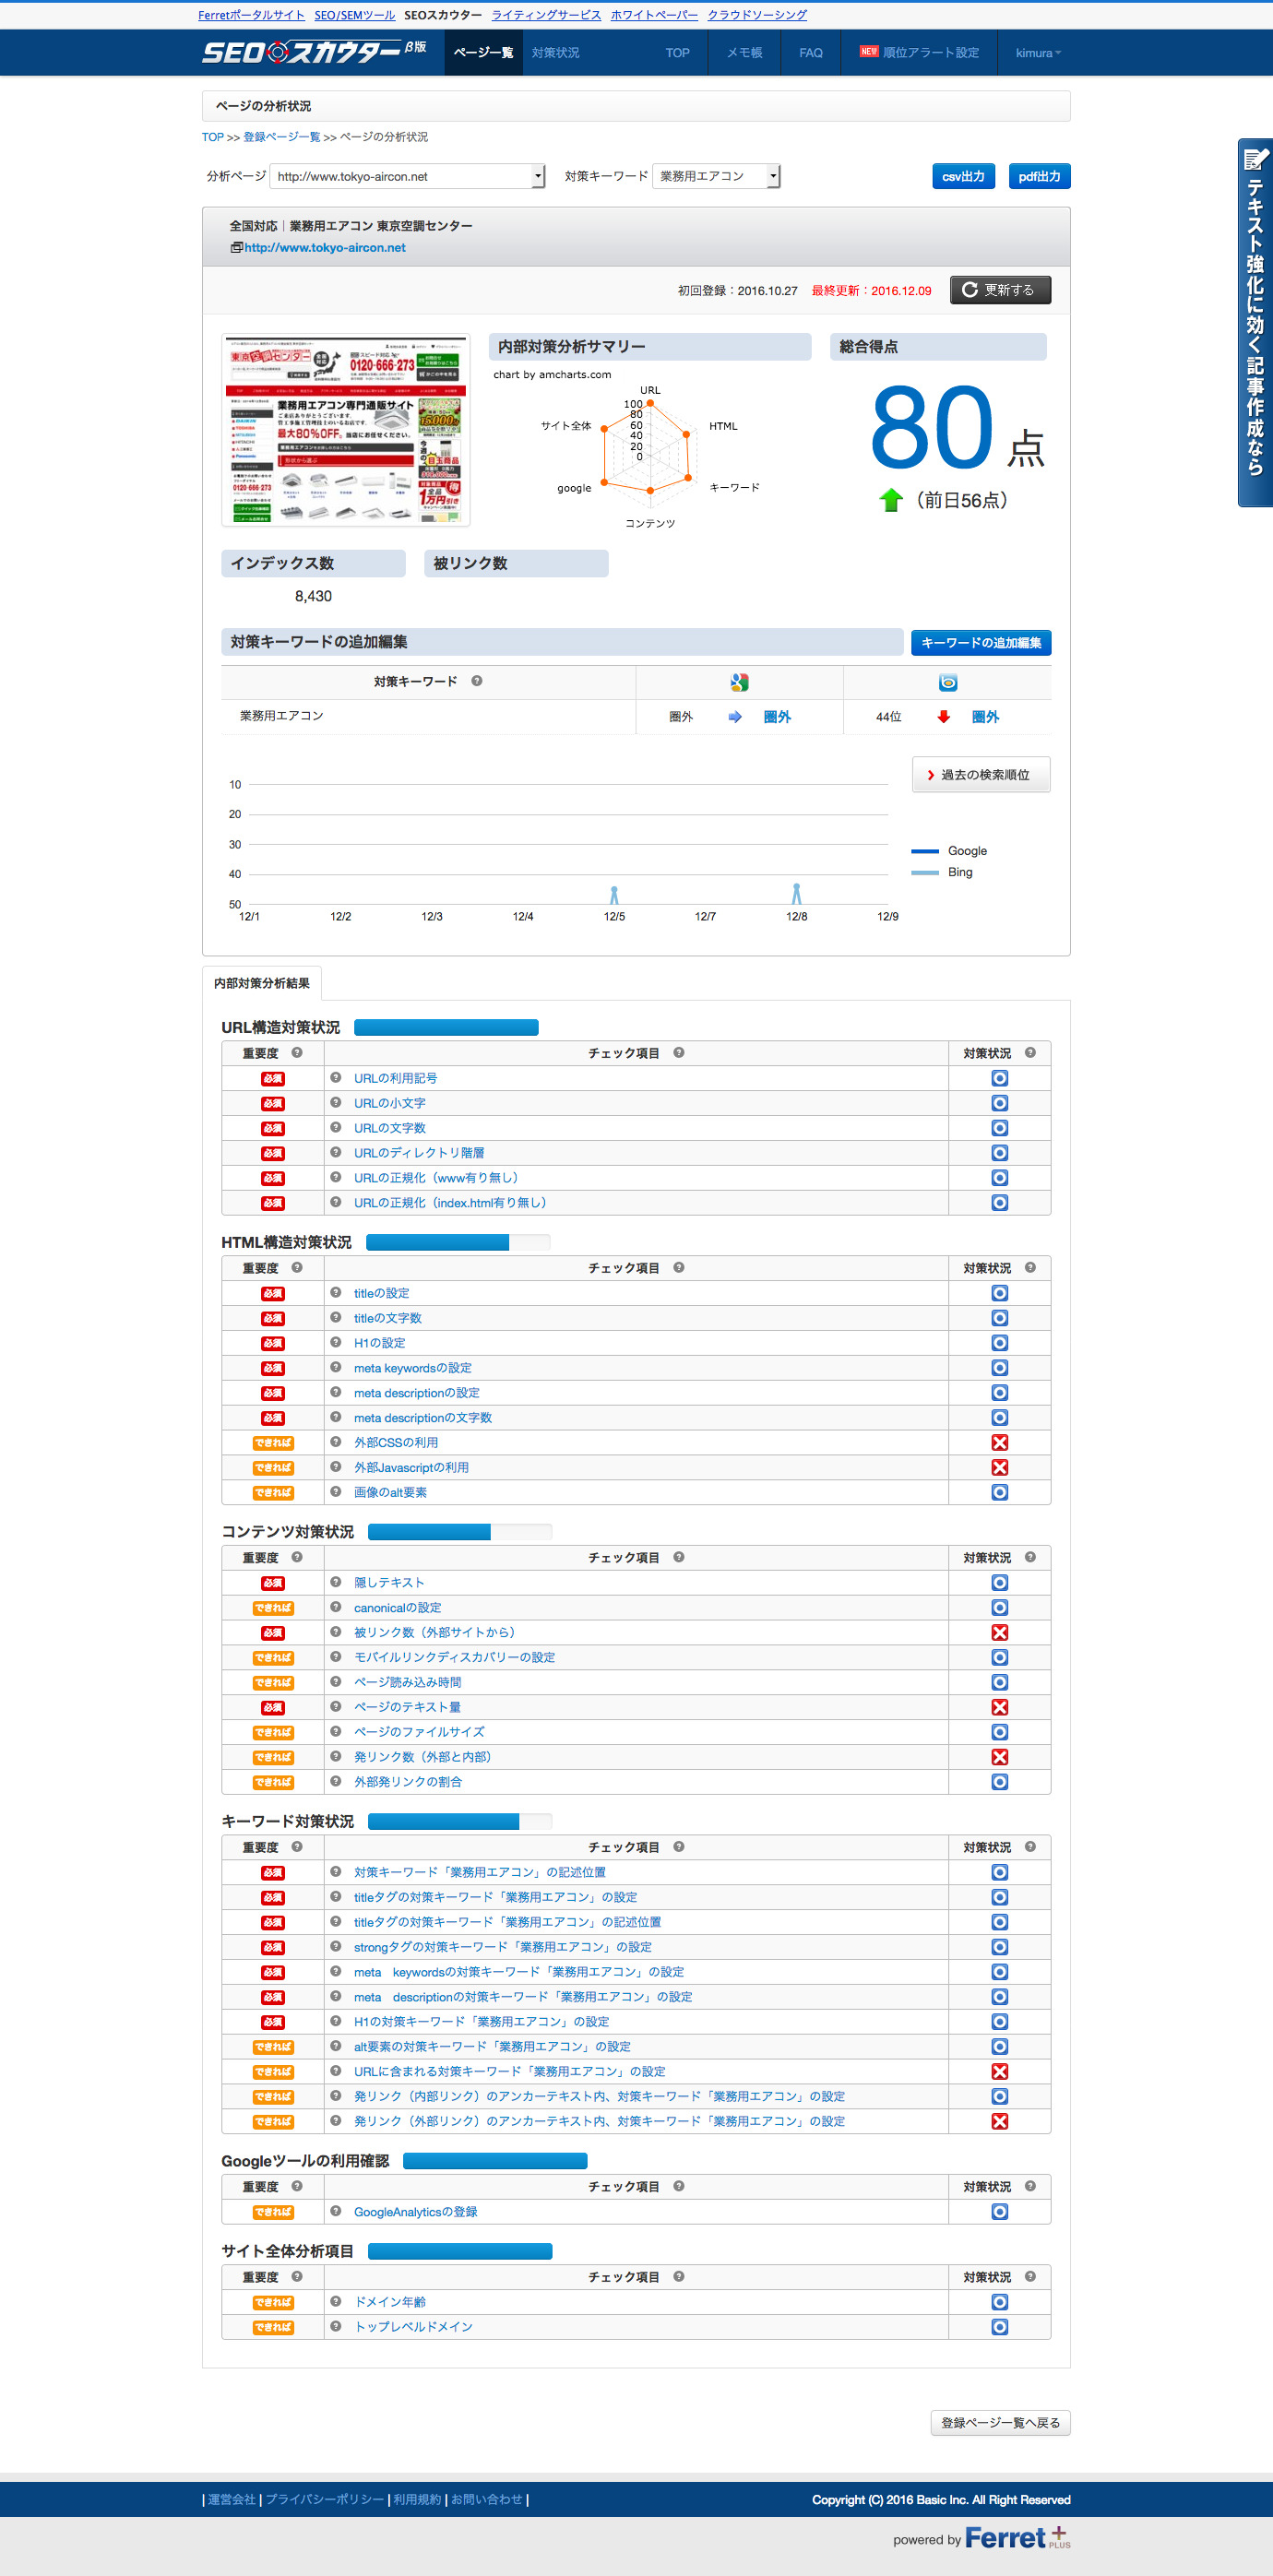 Ferretポータルサイト SEO/SEMツール SEOスカウター ライティングサービス ホワイトペーパー クラウドソーシング
SEOスカウター β版 ページ一覧 対策状況 TOP メモ帳 FAQ NEW 順位アラート設定 kimura
ページの分析状況
TOP >> 登録ページ一覧 >> ページの分析状況
分析ページ http://www.tokyo-aircon.net 対策キーワード 業務用エアコン csv出力 pdf出力
テキスト強化に効く記事作成なら
全国対応｜業務用エアコン 東京空調センター
http://www.tokyo-aircon.net
初回登録：2016.10.27 最終更新：2016.12.09 更新する
東京空調センター
0120-666-273
業務用エアコン専門通販サイト
最大80%OFF。当店にお任せください。
形状から選ぶ
内部対策分析サマリー
chart by amcharts.com
URL
HTML
キーワード
コンテンツ
google
サイト全体
100
80
60
40
20
0
総合得点
80点
（前日56点）
インデックス数 被リンク数
8,430
対策キーワードの追加編集 キーワードの追加編集
対策キーワード
業務用エアコン 圏外 圏外 44位 圏外
過去の検索順位
10
20
30
40
50
12/1 12/2 12/3 12/4 12/5 12/7 12/8 12/9
Google
Bing
内部対策分析結果
URL構造対策状況
重要度 チェック項目 対策状況
必須 URLの利用記号
必須 URLの小文字
必須 URLの文字数
必須 URLのディレクトリ階層
必須 URLの正規化（www有り無し）
必須 URLの正規化（index.html有り無し）
HTML構造対策状況
重要度 チェック項目 対策状況
必須 titleの設定
必須 titleの文字数
必須 H1の設定
必須 meta keywordsの設定
必須 meta descriptionの設定
必須 meta descriptionの文字数
できれば 外部CSSの利用
できれば 外部Javascriptの利用
できれば 画像のalt要素
コンテンツ対策状況
重要度 チェック項目 対策状況
必須 隠しテキスト
できれば canonicalの設定
必須 被リンク数（外部サイトから）
できれば モバイルリンクディスカバリーの設定
できれば ページ読み込み時間
必須 ページのテキスト量
できれば ページのファイルサイズ
できれば 発リンク数（外部と内部）
できれば 外部発リンクの割合
キーワード対策状況
重要度 チェック項目 対策状況
必須 対策キーワード「業務用エアコン」の記述位置
必須 titleタグの対策キーワード「業務用エアコン」の設定
必須 titleタグの対策キーワード「業務用エアコン」の記述位置
必須 strongタグの対策キーワード「業務用エアコン」の設定
必須 meta　keywordsの対策キーワード「業務用エアコン」の設定
必須 meta　descriptionの対策キーワード「業務用エアコン」の設定
必須 H1の対策キーワード「業務用エアコン」の設定
できれば alt要素の対策キーワード「業務用エアコン」の設定
できれば URLに含まれる対策キーワード「業務用エアコン」の設定
できれば 発リンク（内部リンク）のアンカーテキスト内、対策キーワード「業務用エアコン」の設定
できれば 発リンク（外部リンク）のアンカーテキスト内、対策キーワード「業務用エアコン」の設定
Googleツールの利用確認
重要度 チェック項目 対策状況
できれば GoogleAnalyticsの登録
サイト全体分析項目
重要度 チェック項目 対策状況
できれば ドメイン年齢
できれば トップレベルドメイン
登録ページ一覧へ戻る
| 運営会社 | プライバシーポリシー | 利用規約 | お問い合わせ | Copyright (C) 2016 Basic Inc. All Right Reserved
powered by Ferret+ PLUS